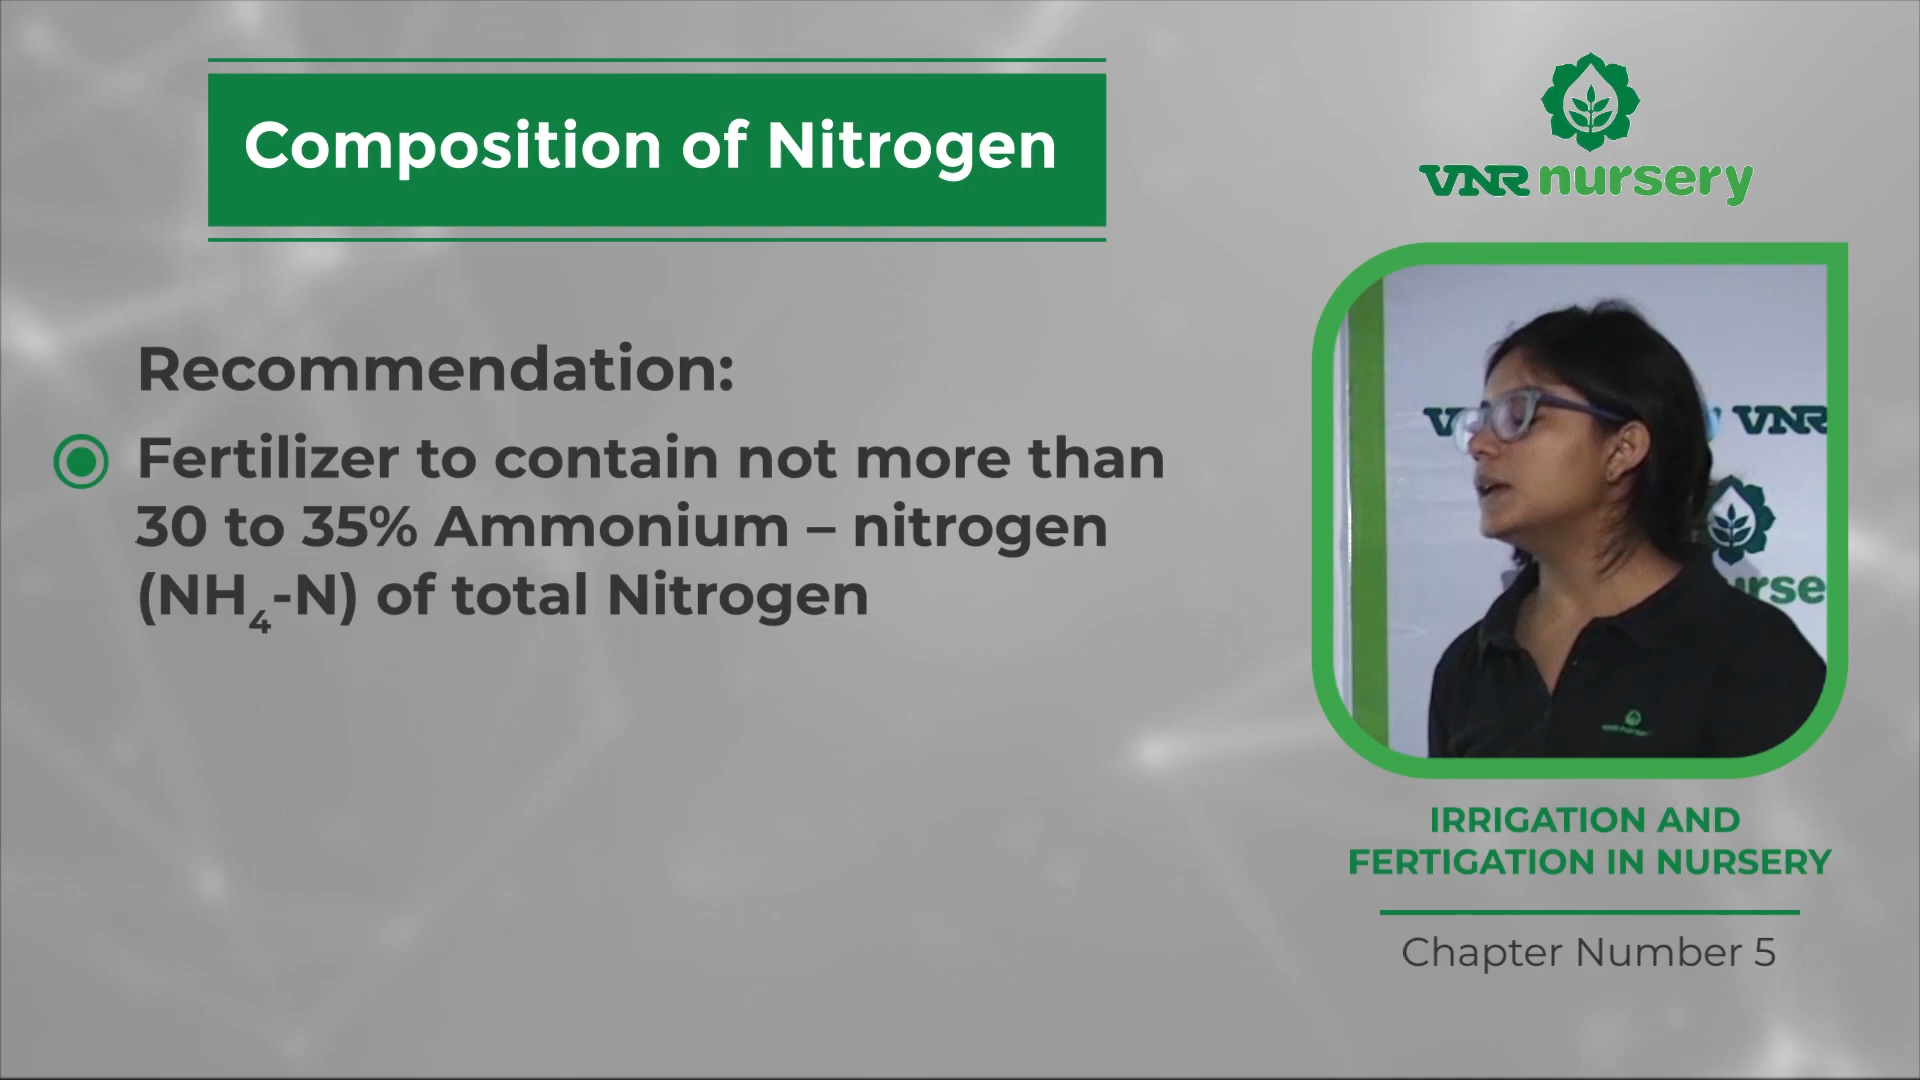 Composition of Nitrogen
Recommendation:
Fertilizer to contain not more than
30 to 35% Ammonium – nitrogen
(NH₄-N) of total Nitrogen
VNR nursery
VNR
IRRIGATION AND
FERTIGATION IN NURSERY
Chapter Number 5